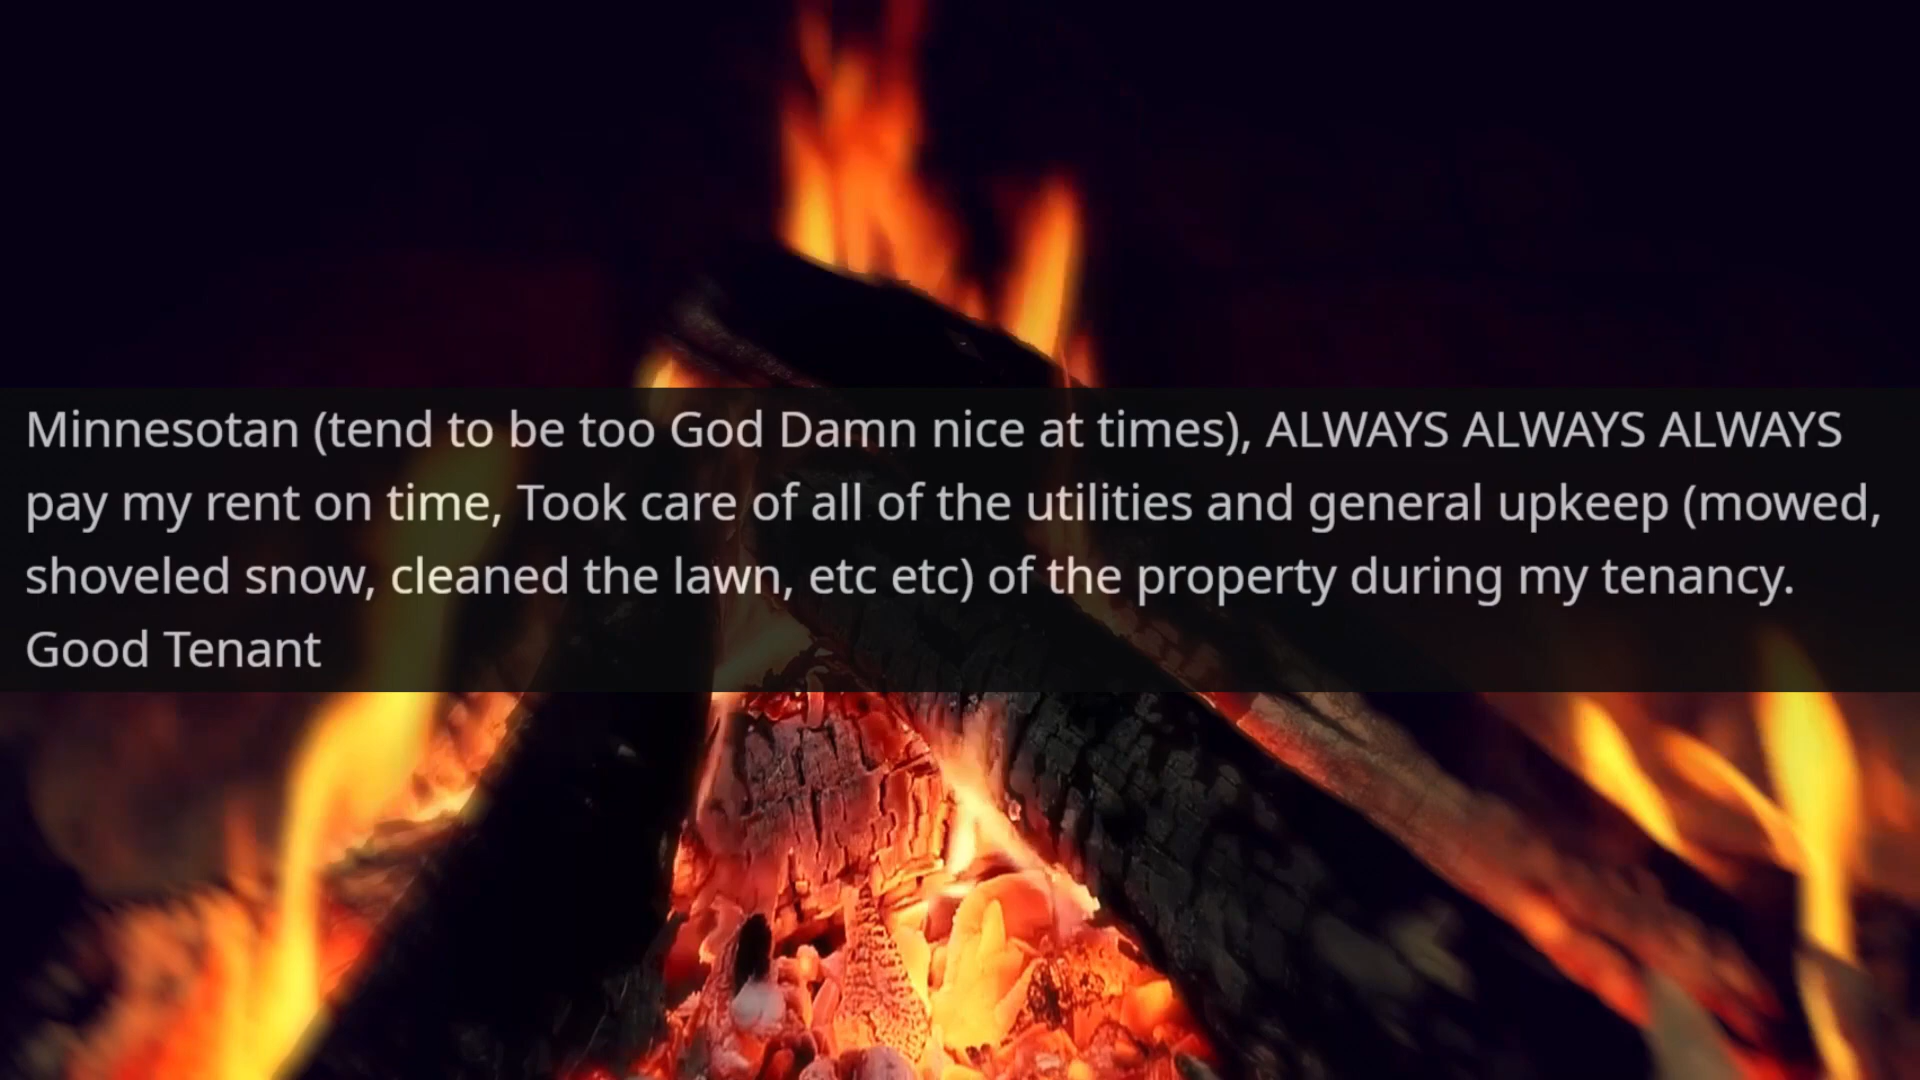 Minnesotan (tend to be too God Damn nice at times), ALWAYS ALWAYS ALWAYS
pay my rent on time, Took care of all of the utilities and general upkeep (mowed,
shoveled snow, cleaned the lawn, etc etc) of the property during my tenancy.
Good Tenant